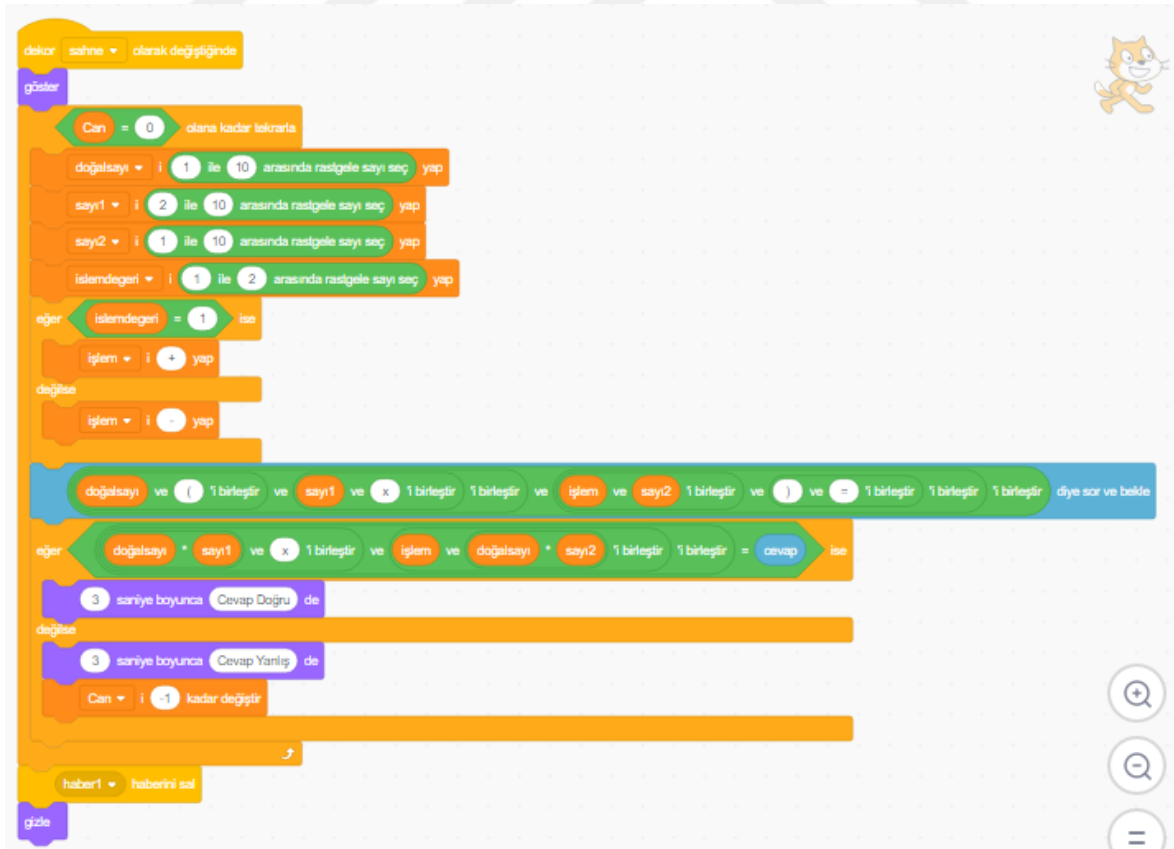 dekor sahne olarak değiştiğinde
göster
Can = 0 olana kadar tekrarla
doğalsayı i 1 ile 10 arasında rastgele sayı seç yap
sayı1 i 2 ile 10 arasında rastgele sayı seç yap
sayı2 i 1 ile 10 arasında rastgele sayı seç yap
islemdegeri i 1 ile 2 arasında rastgele sayı seç yap
eğer islemdegeri = 1 ise
işlem i + yap
değilse
işlem i - yap
doğalsayı ve ( 'i birleştir ve sayı1 ve x 'i birleştir 'i birleştir ve işlem ve sayı2 'i birleştir ve ) ve = 'i birleştir 'i birleştir 'i birleştir diye sor ve bekle
eğer doğalsayı * sayı1 ve x 'i birleştir ve işlem ve doğalsayı * sayı2 'i birleştir 'i birleştir = cevap ise
3 saniye boyunca Cevap Doğru de
değilse
3 saniye boyunca Cevap Yanlış de
Can i -1 kadar değiştir
haber1 haberini sal
gizle